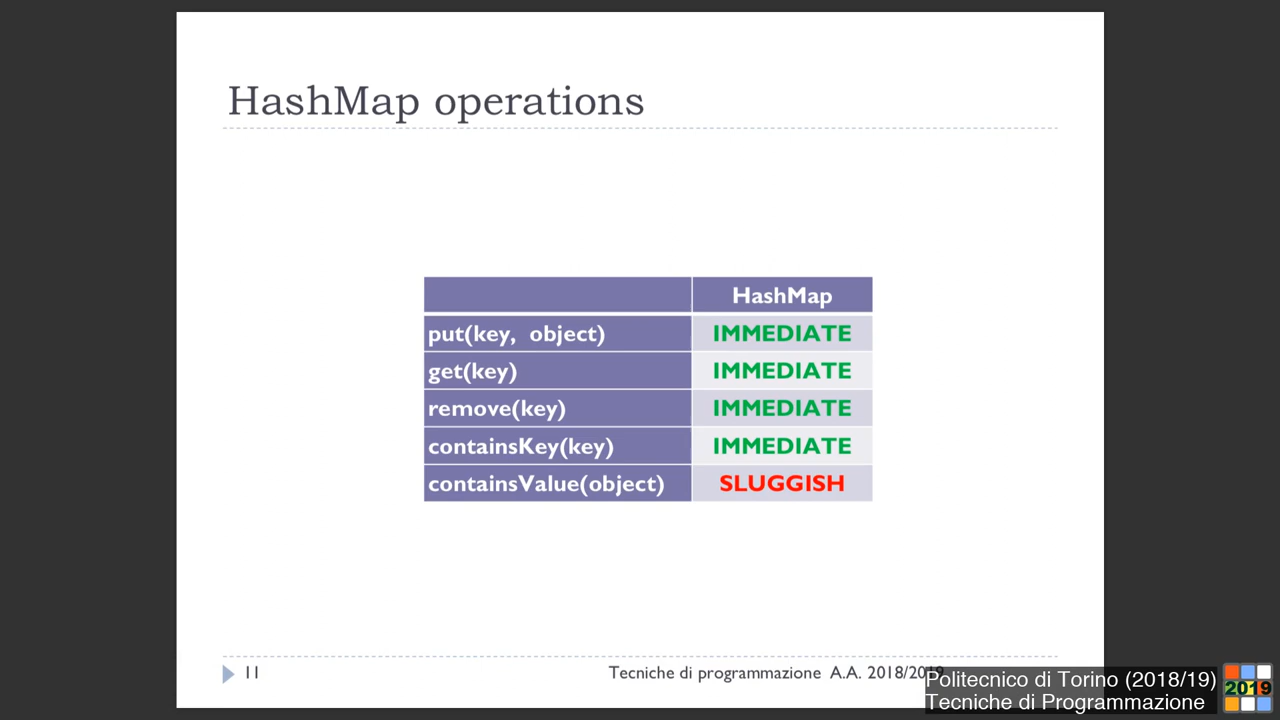 HashMap operations
HashMap
put(key, object) IMMEDIATE
get(key) IMMEDIATE
remove(key) IMMEDIATE
containsKey(key) IMMEDIATE
containsValue(object) SLUGGISH
11
Tecniche di programmazione A.A. 2018/2019
Politecnico di Torino (2018/19)
Tecniche di Programmazione
2019